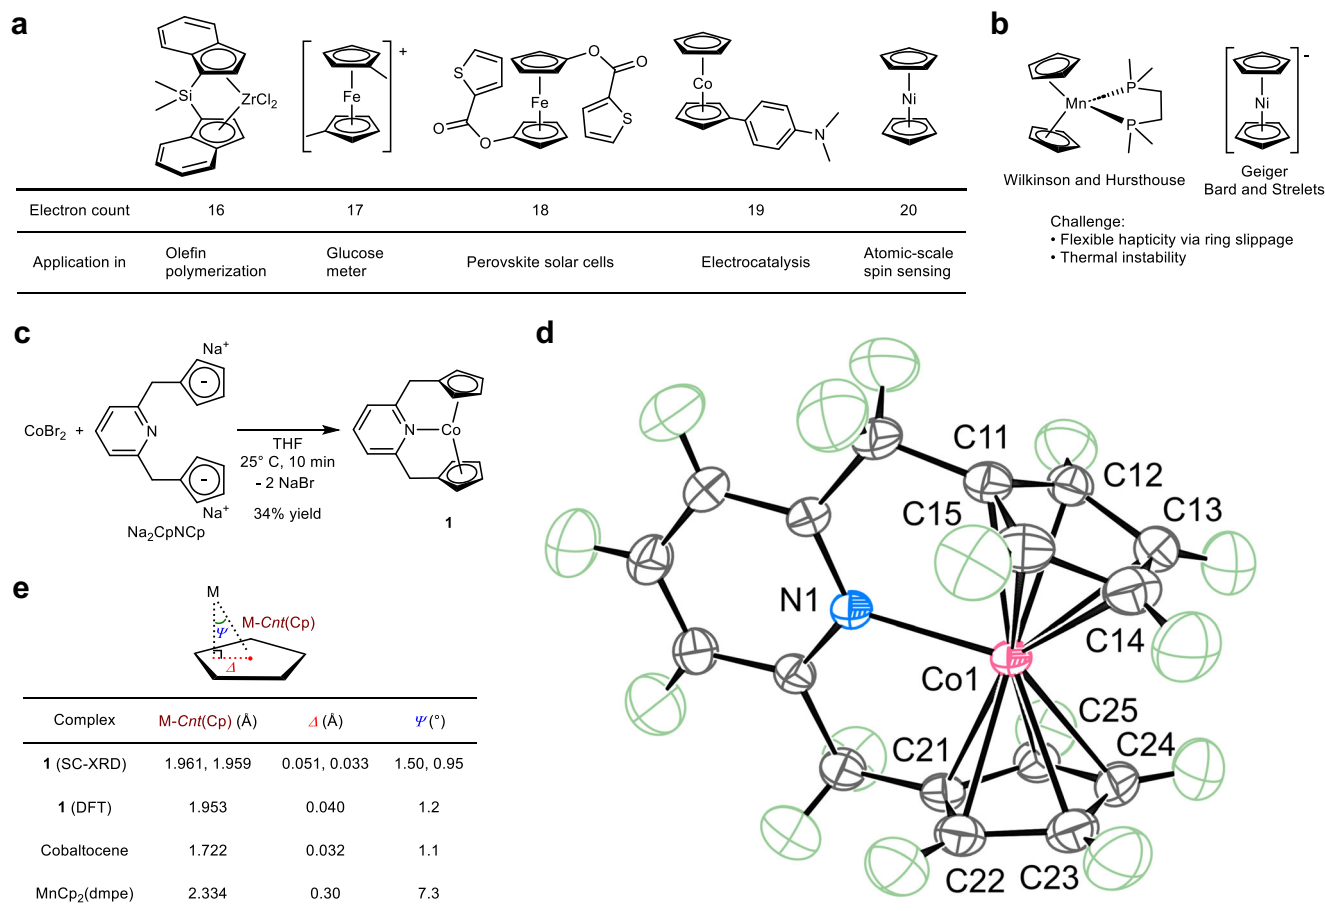 a
Si
ZrCl2
Fe
+
S
O
O
Fe
O
O
S
Co
N
Ni
Electron count 16 17 18 19 20
Application in Olefin polymerization Glucose meter Perovskite solar cells Electrocatalysis Atomic-scale spin sensing
b
Mn
P
P
Ni
-
Wilkinson and Hursthouse
Geiger
Bard and Strelets
Challenge:
• Flexible hapticity via ring slippage
• Thermal instability
c
CoBr2 +
Na+
-
N
-
Na+
Na2CpNCp
THF
25° C, 10 min
- 2 NaBr
34% yield
N
Co
1
d
C11
C12
C13
C15
C14
N1
Co1
C25
C24
C21
C22
C23
e
M
Ψ
M-Cnt(Cp)
Δ
Complex M-Cnt(Cp) (Å) Δ (Å) Ψ (°)
1 (SC-XRD) 1.961, 1.959 0.051, 0.033 1.50, 0.95
1 (DFT) 1.953 0.040 1.2
Cobaltocene 1.722 0.032 1.1
MnCp2(dmpe) 2.334 0.30 7.3